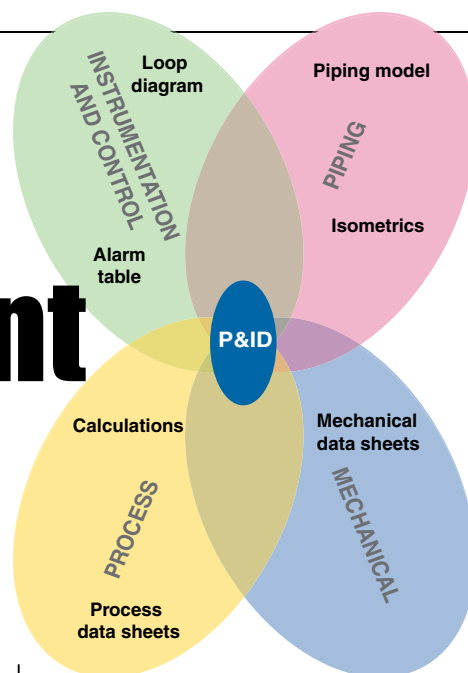 Loop
diagram
INSTRUMENTATION
AND CONTROL
Alarm
table
Piping model
PIPING
Isometrics
nt
P&ID
Calculations
PROCESS
Process
data sheets
Mechanical
data sheets
MECHANICAL